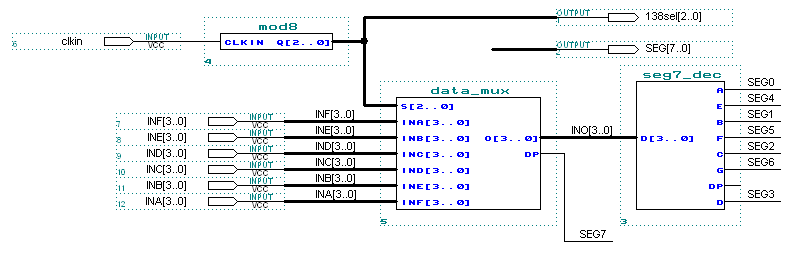 mod8
OUTPUT
138sel[2..0]
6
clkin
INPUT
VCC
CLKIN Q[2..0]
OUTPUT
SEG[7..0]
4
data_mux
seg7_dec
S[2..0]
A
SEG0
E
SEG4
7
INF[3..0]
INPUT
VCC
INF[3..0]
INA[3..0]
B
SEG1
8
INE[3..0]
INPUT
VCC
INE[3..0]
INB[3..0]
O[3..0]
INO[3..0]
D[3..0]
F
SEG5
9
IND[3..0]
INPUT
VCC
IND[3..0]
INC[3..0]
DP
C
SEG2
10
INC[3..0]
INPUT
VCC
INC[3..0]
IND[3..0]
G
SEG6
11
INB[3..0]
INPUT
VCC
INB[3..0]
INE[3..0]
DP
12
INA[3..0]
INPUT
VCC
INA[3..0]
INF[3..0]
D
SEG3
5
3
SEG7